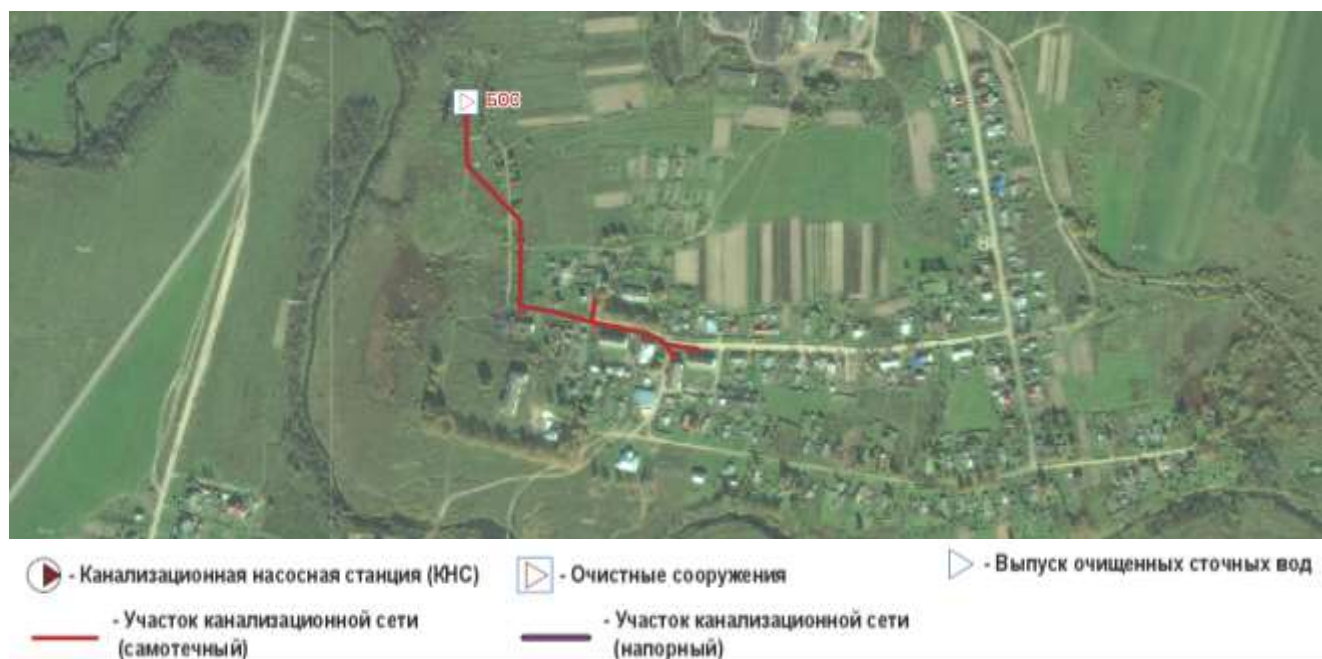 БОС
- Канализационная насосная станция (КНС)
- Очистные сооружения
- Выпуск очищенных сточных вод
- Участок канализационной сети
(самотечный)
- Участок канализационной сети
(напорный)